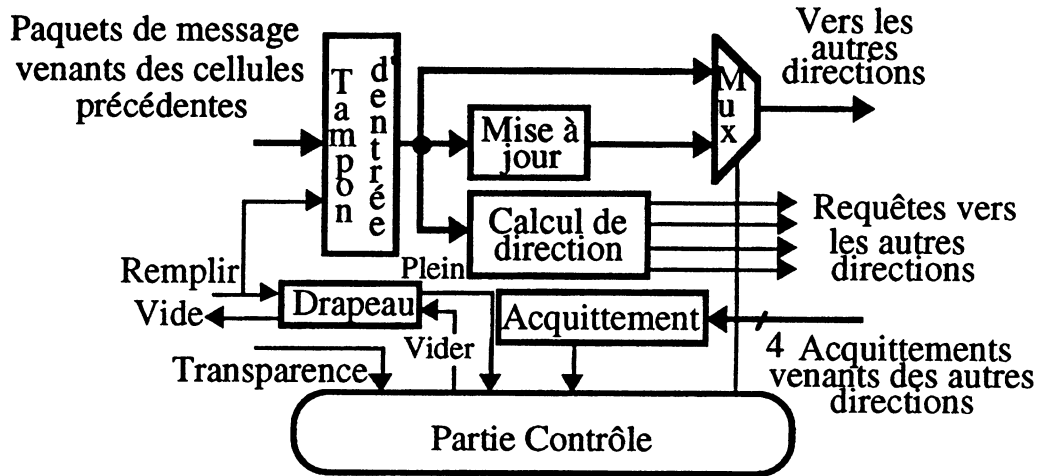 Paquets de message
venants des cellules
précédentes
Tampon
d'entrée
Mise à
jour
Mux
Vers les
autres
directions
Calcul de
direction
Requêtes vers
les autres
directions
Remplir
Vide
Drapeau
Plein
Vider
Acquittement
4 Acquittements
venants des autres
directions
Transparence
Partie Contrôle